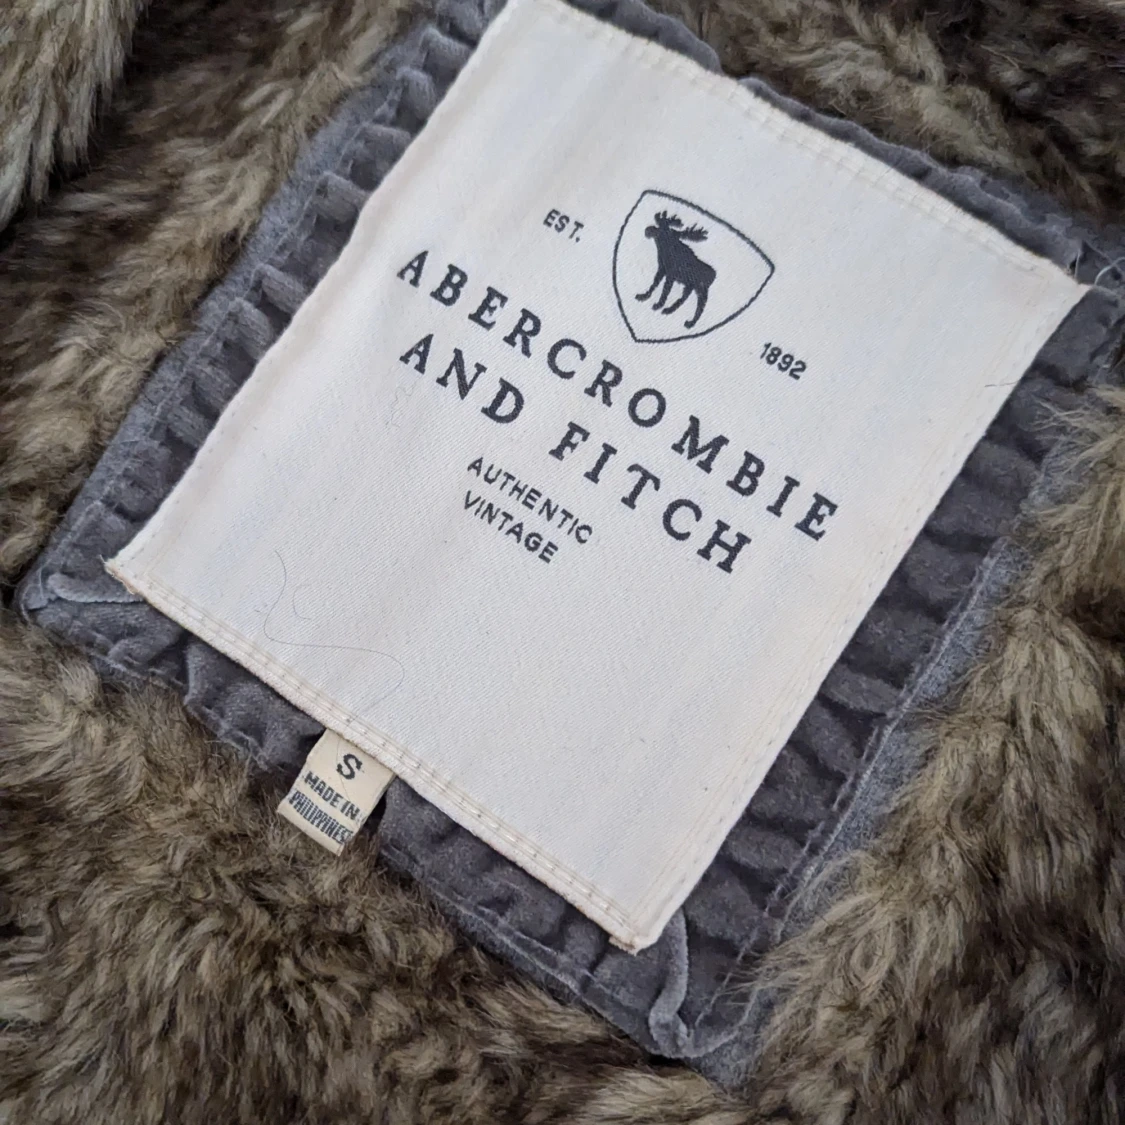 EST.
1892
ABERCROMBIE
AND FITCH
AUTHENTIC
VINTAGE
S
MADE IN
PHILIPPINES